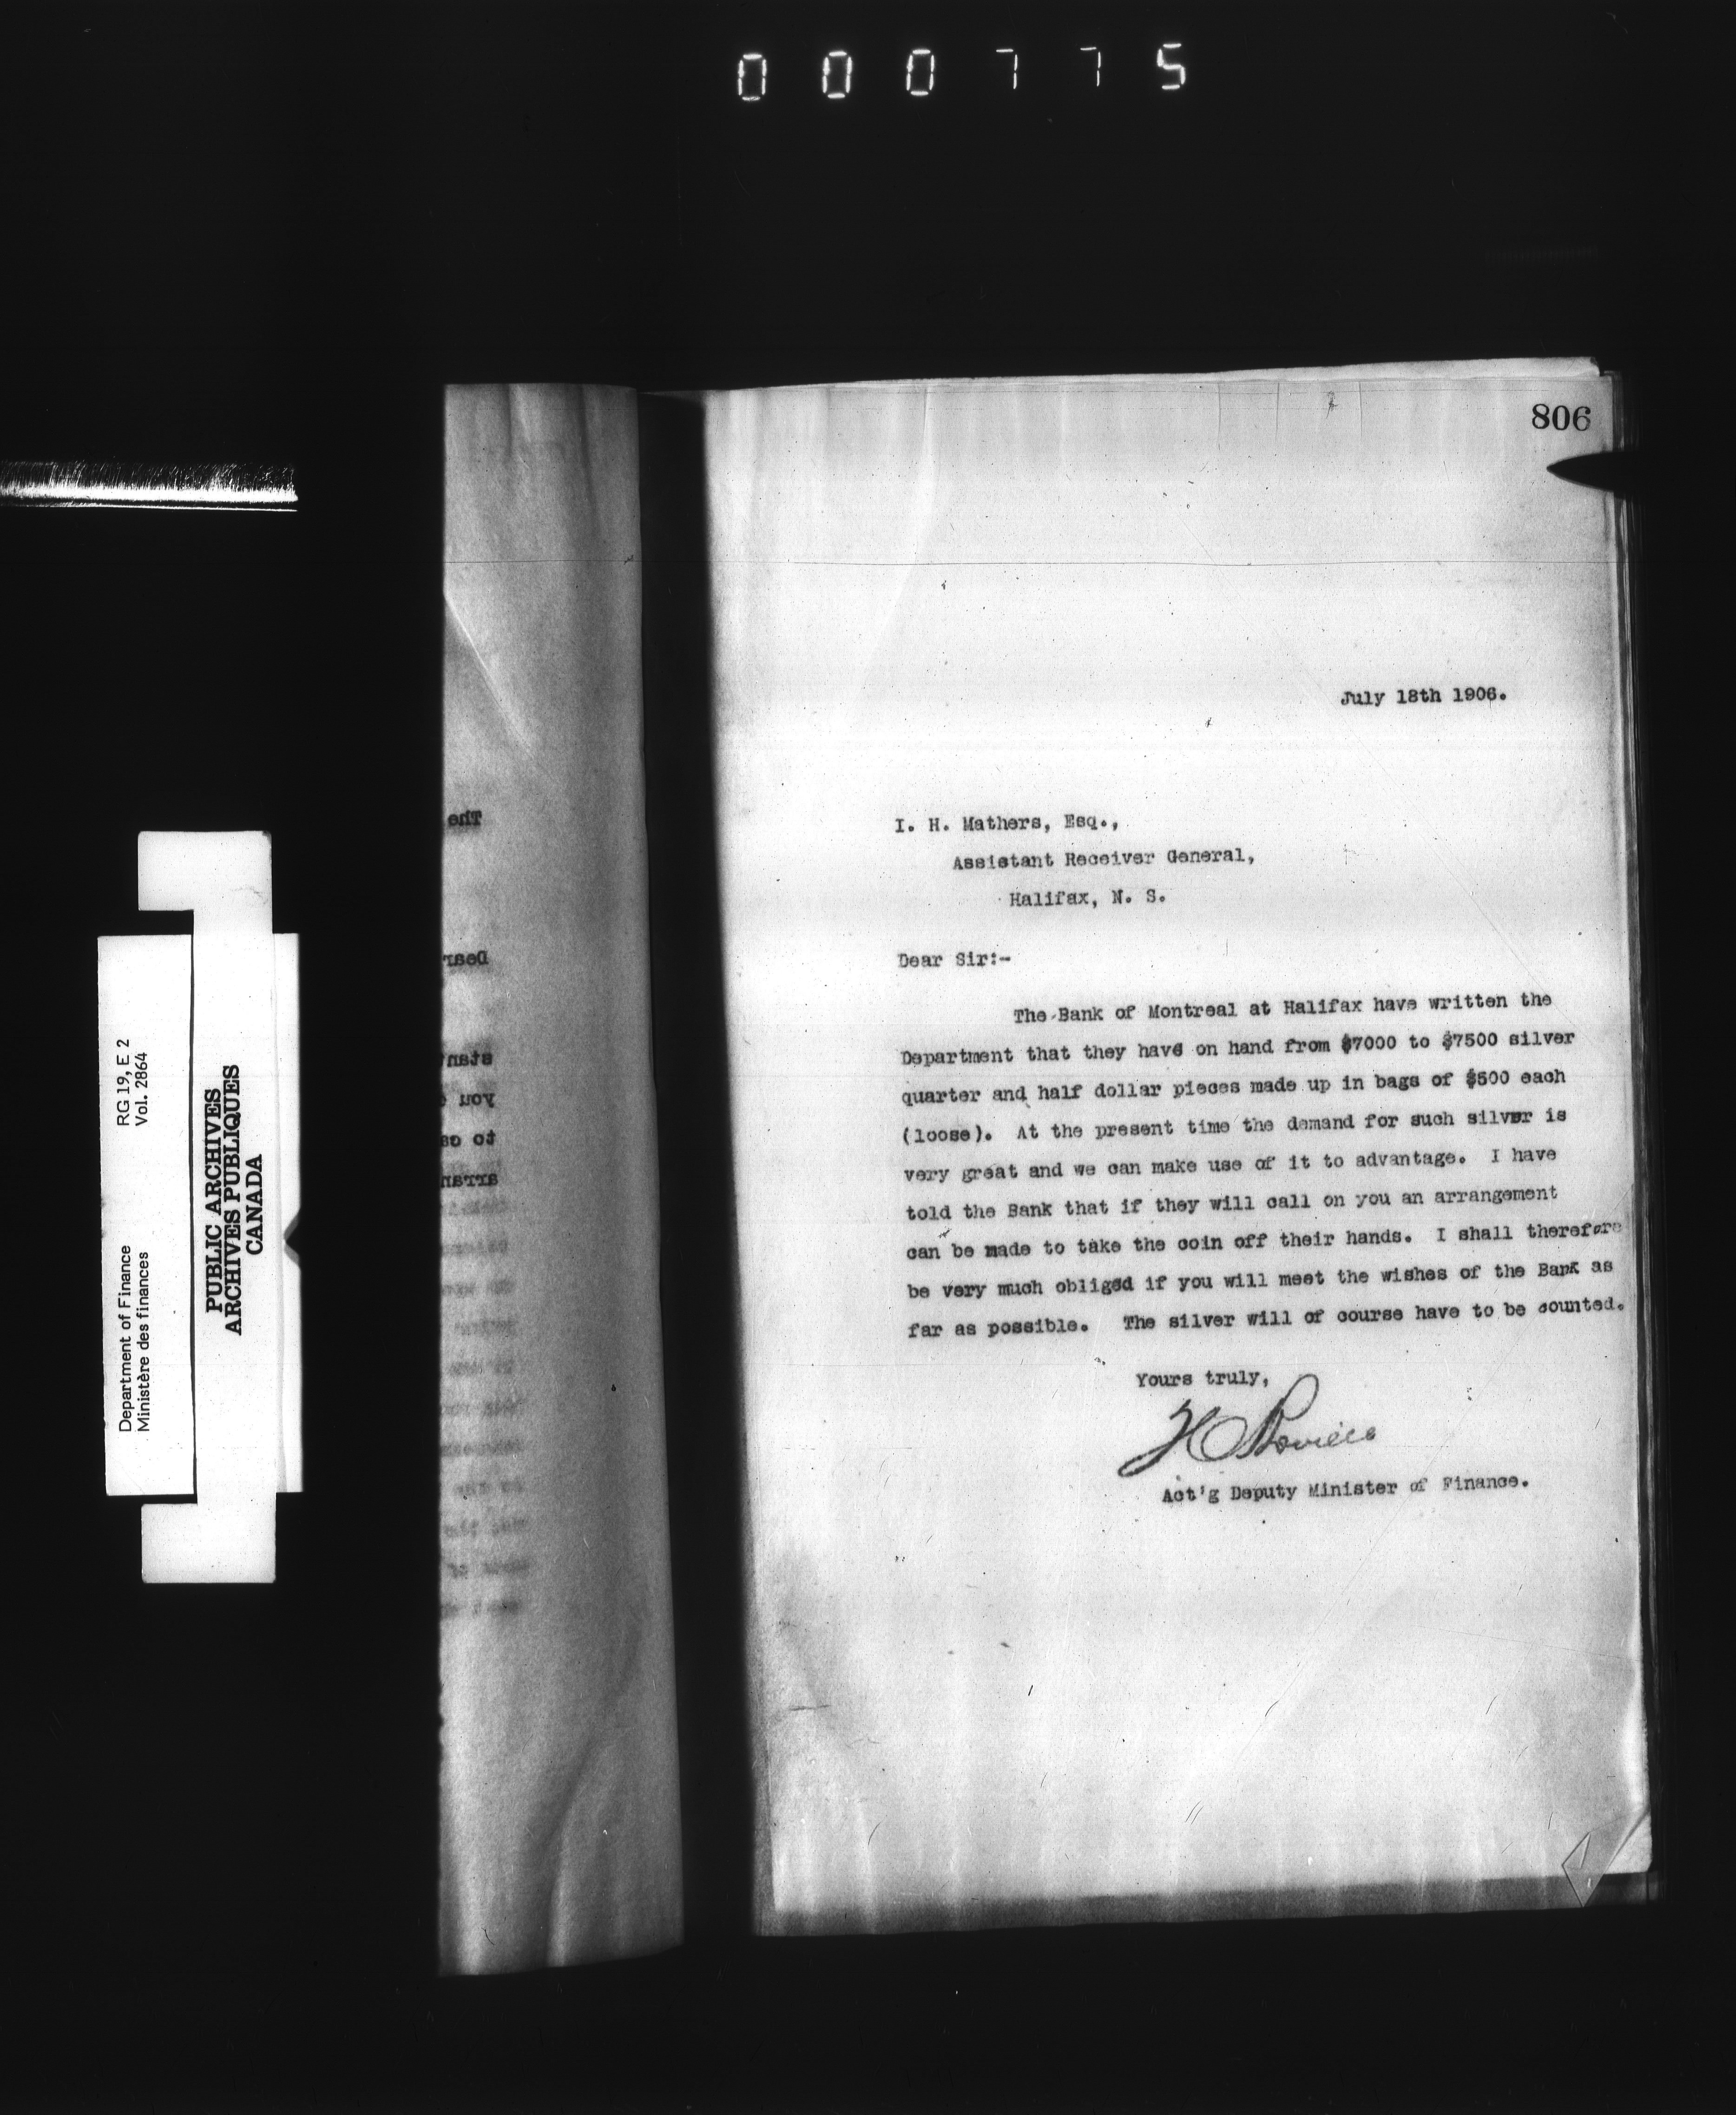 000775
806
July 18th 1906.
I. H. Mathers, Esq.,
Assistant Receiver General,
Halifax, N. S.
Dear Sir:-
The Bank of Montreal at Halifax have written the
Department that they have on hand from $7000 to $7500 silver
quarter and half dollar pieces made up in bags of $500 each
(loose). At the present time the demand for such silver is
very great and we can make use of it to advantage. I have
told the Bank that if they will call on you an arrangement
can be made to take the coin off their hands. I shall therefore
be very much obliged if you will meet the wishes of the Bank as
far as possible. The silver will of course have to be counted.
Yours truly,
Act'g Deputy Minister of Finance.
The
Dear
stan
you
to
arran
Department of Finance RG 19, E 2
Ministère des finances Vol. 2864
PUBLIC ARCHIVES
ARCHIVES PUBLIQUES
CANADA